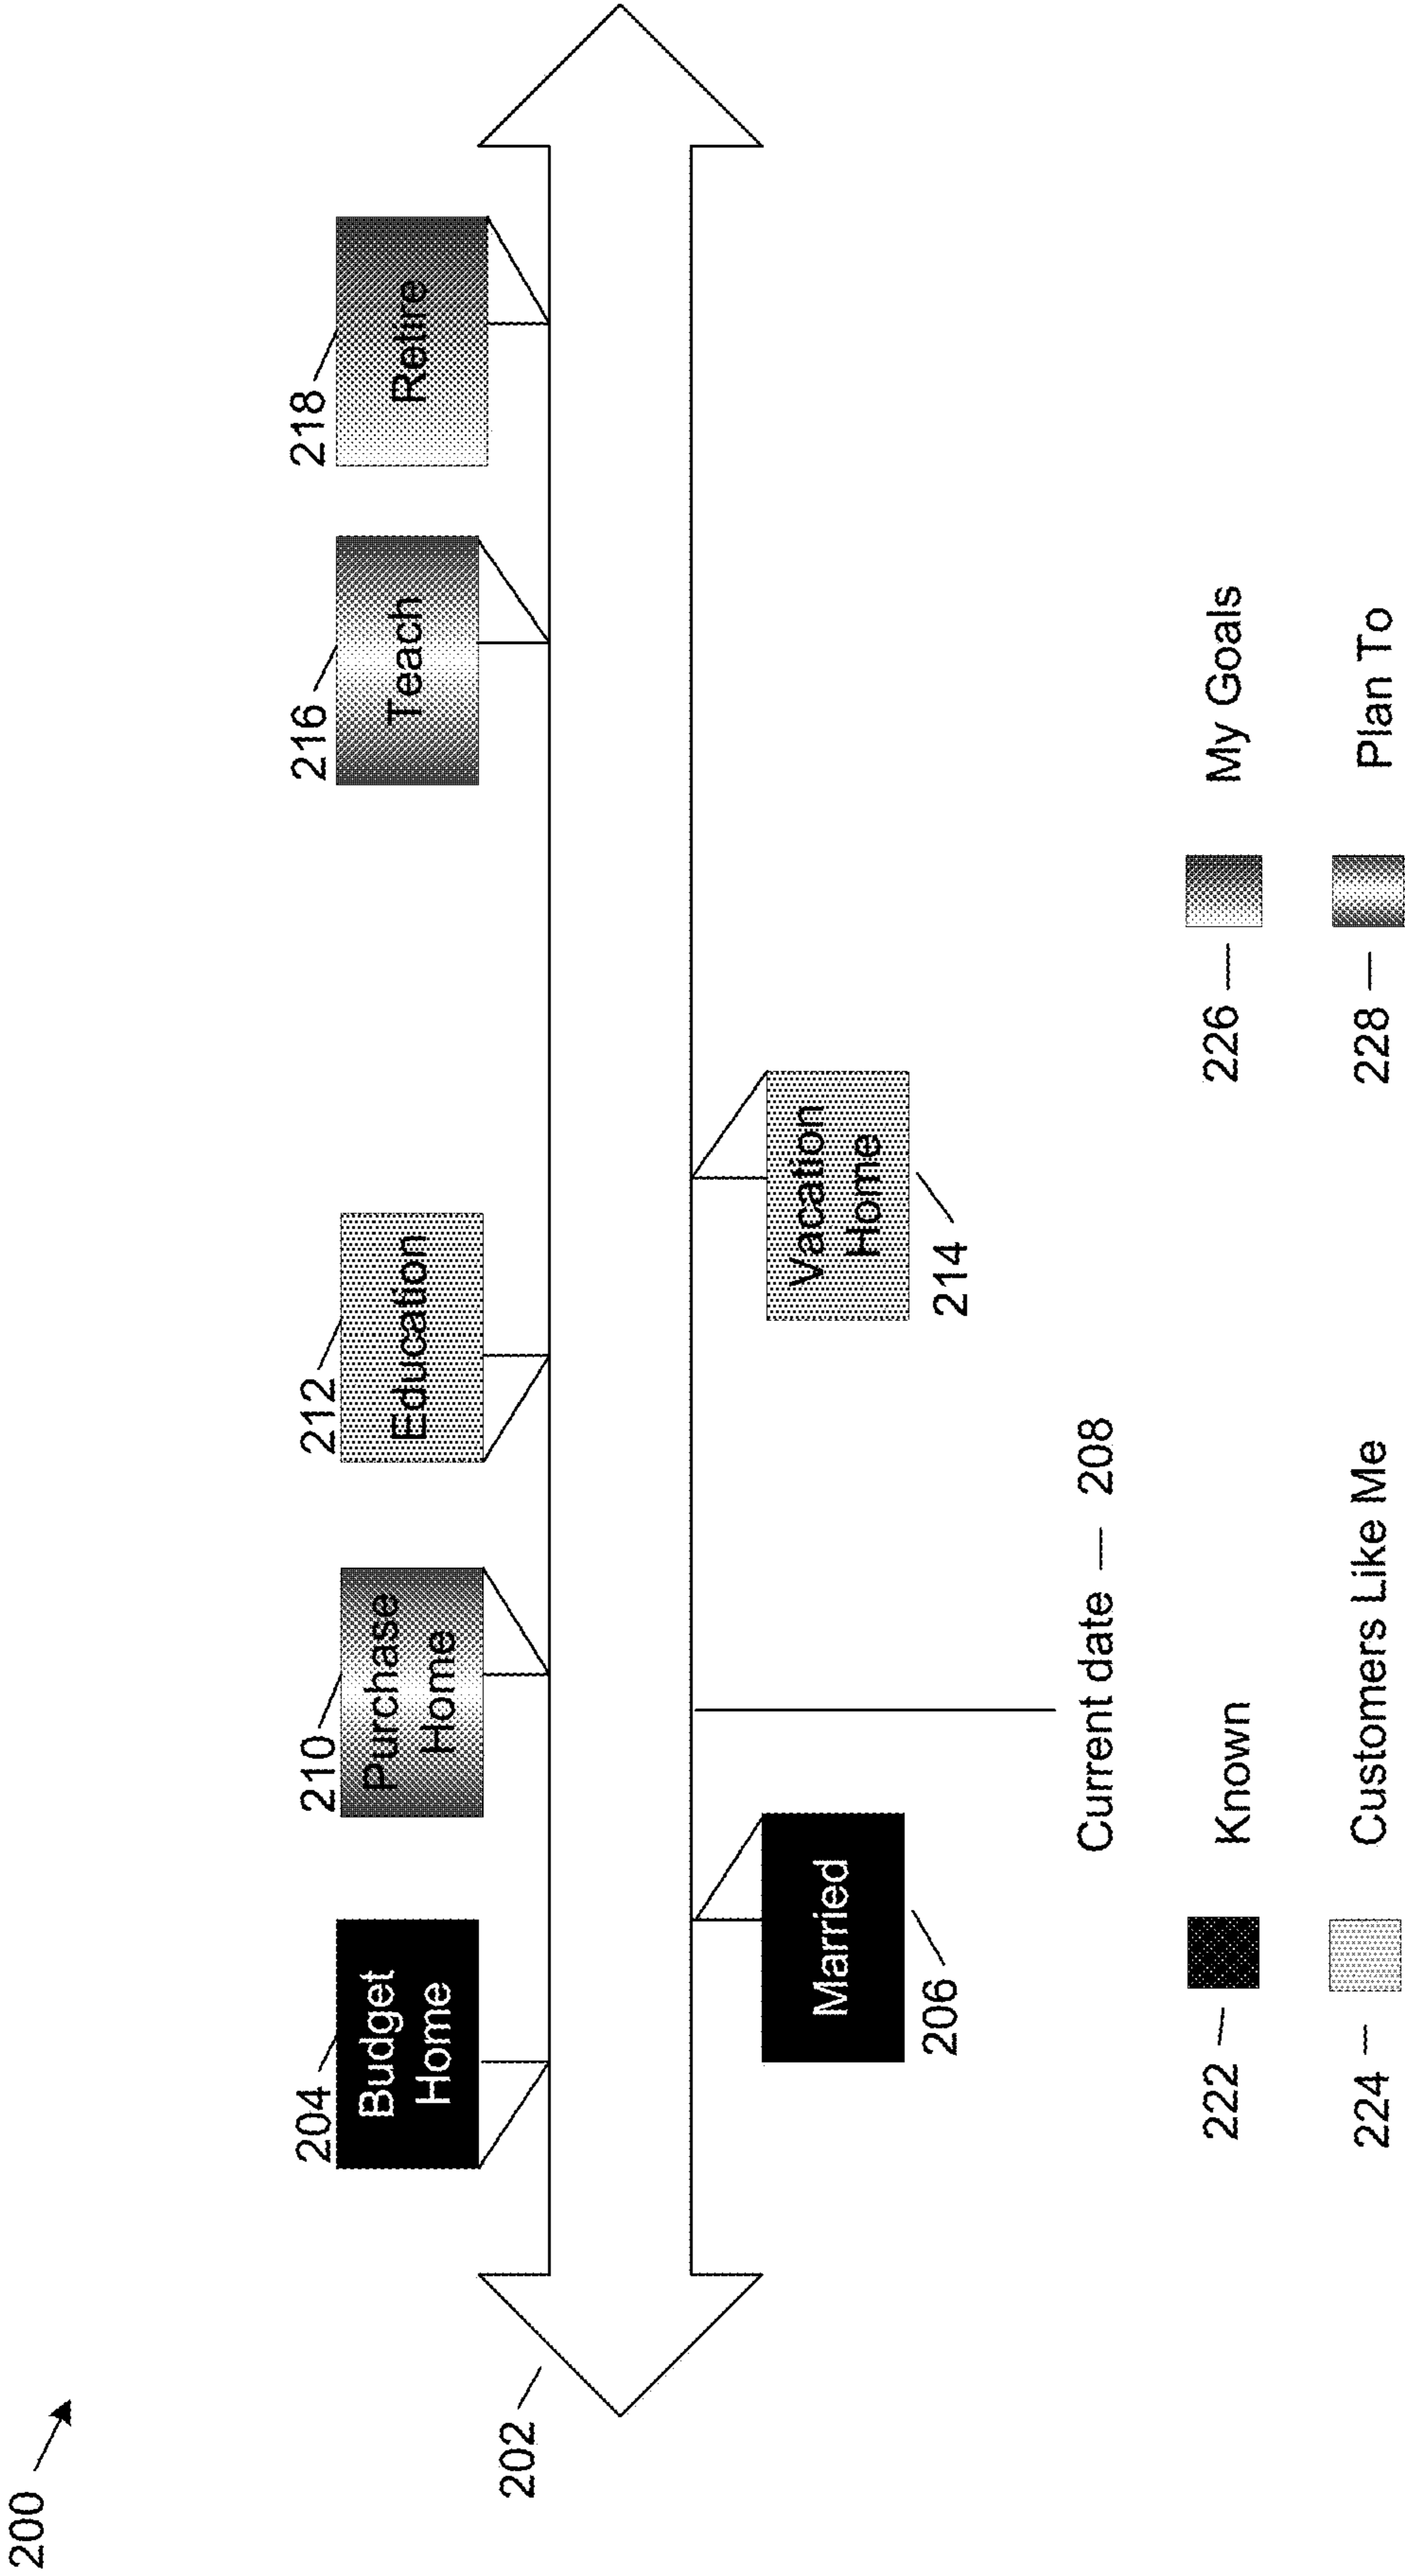 200
202
204
Budget
Home
210
Purchase
Home
212
Education
216
Teach
218
Retire
Married
206
Vacation
Home
214
Current date — 208
222
Known
226
My Goals
224
Customers Like Me
228
Plan To